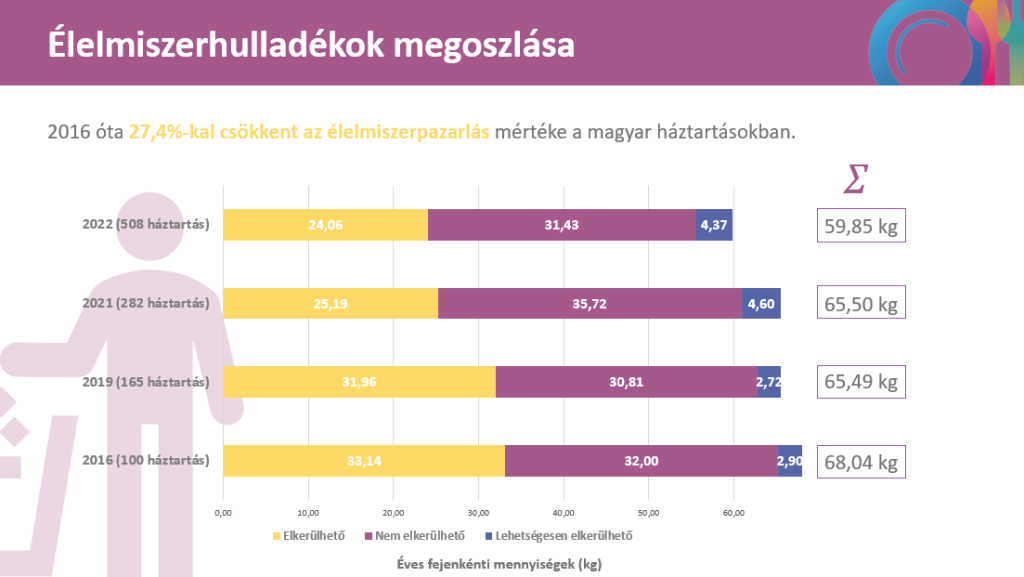 Élelmiszerhulladékok megoszlása
2016 óta 27,4%-kal csökkent az élelmiszerpazarlás mértéke a magyar háztartásokban.
Σ
2022 (508 háztartás) 24,06 31,43 4,37 59,85 kg
2021 (282 háztartás) 25,19 35,72 4,60 65,50 kg
2019 (165 háztartás) 31,96 30,81 2,72 65,49 kg
2016 (100 háztartás) 33,14 32,00 2,90 68,04 kg
0,00 10,00 20,00 30,00 40,00 50,00 60,00
Elkerülhető Nem elkerülhető Lehetségesen elkerülhető
Éves fejenkénti mennyiségek (kg)